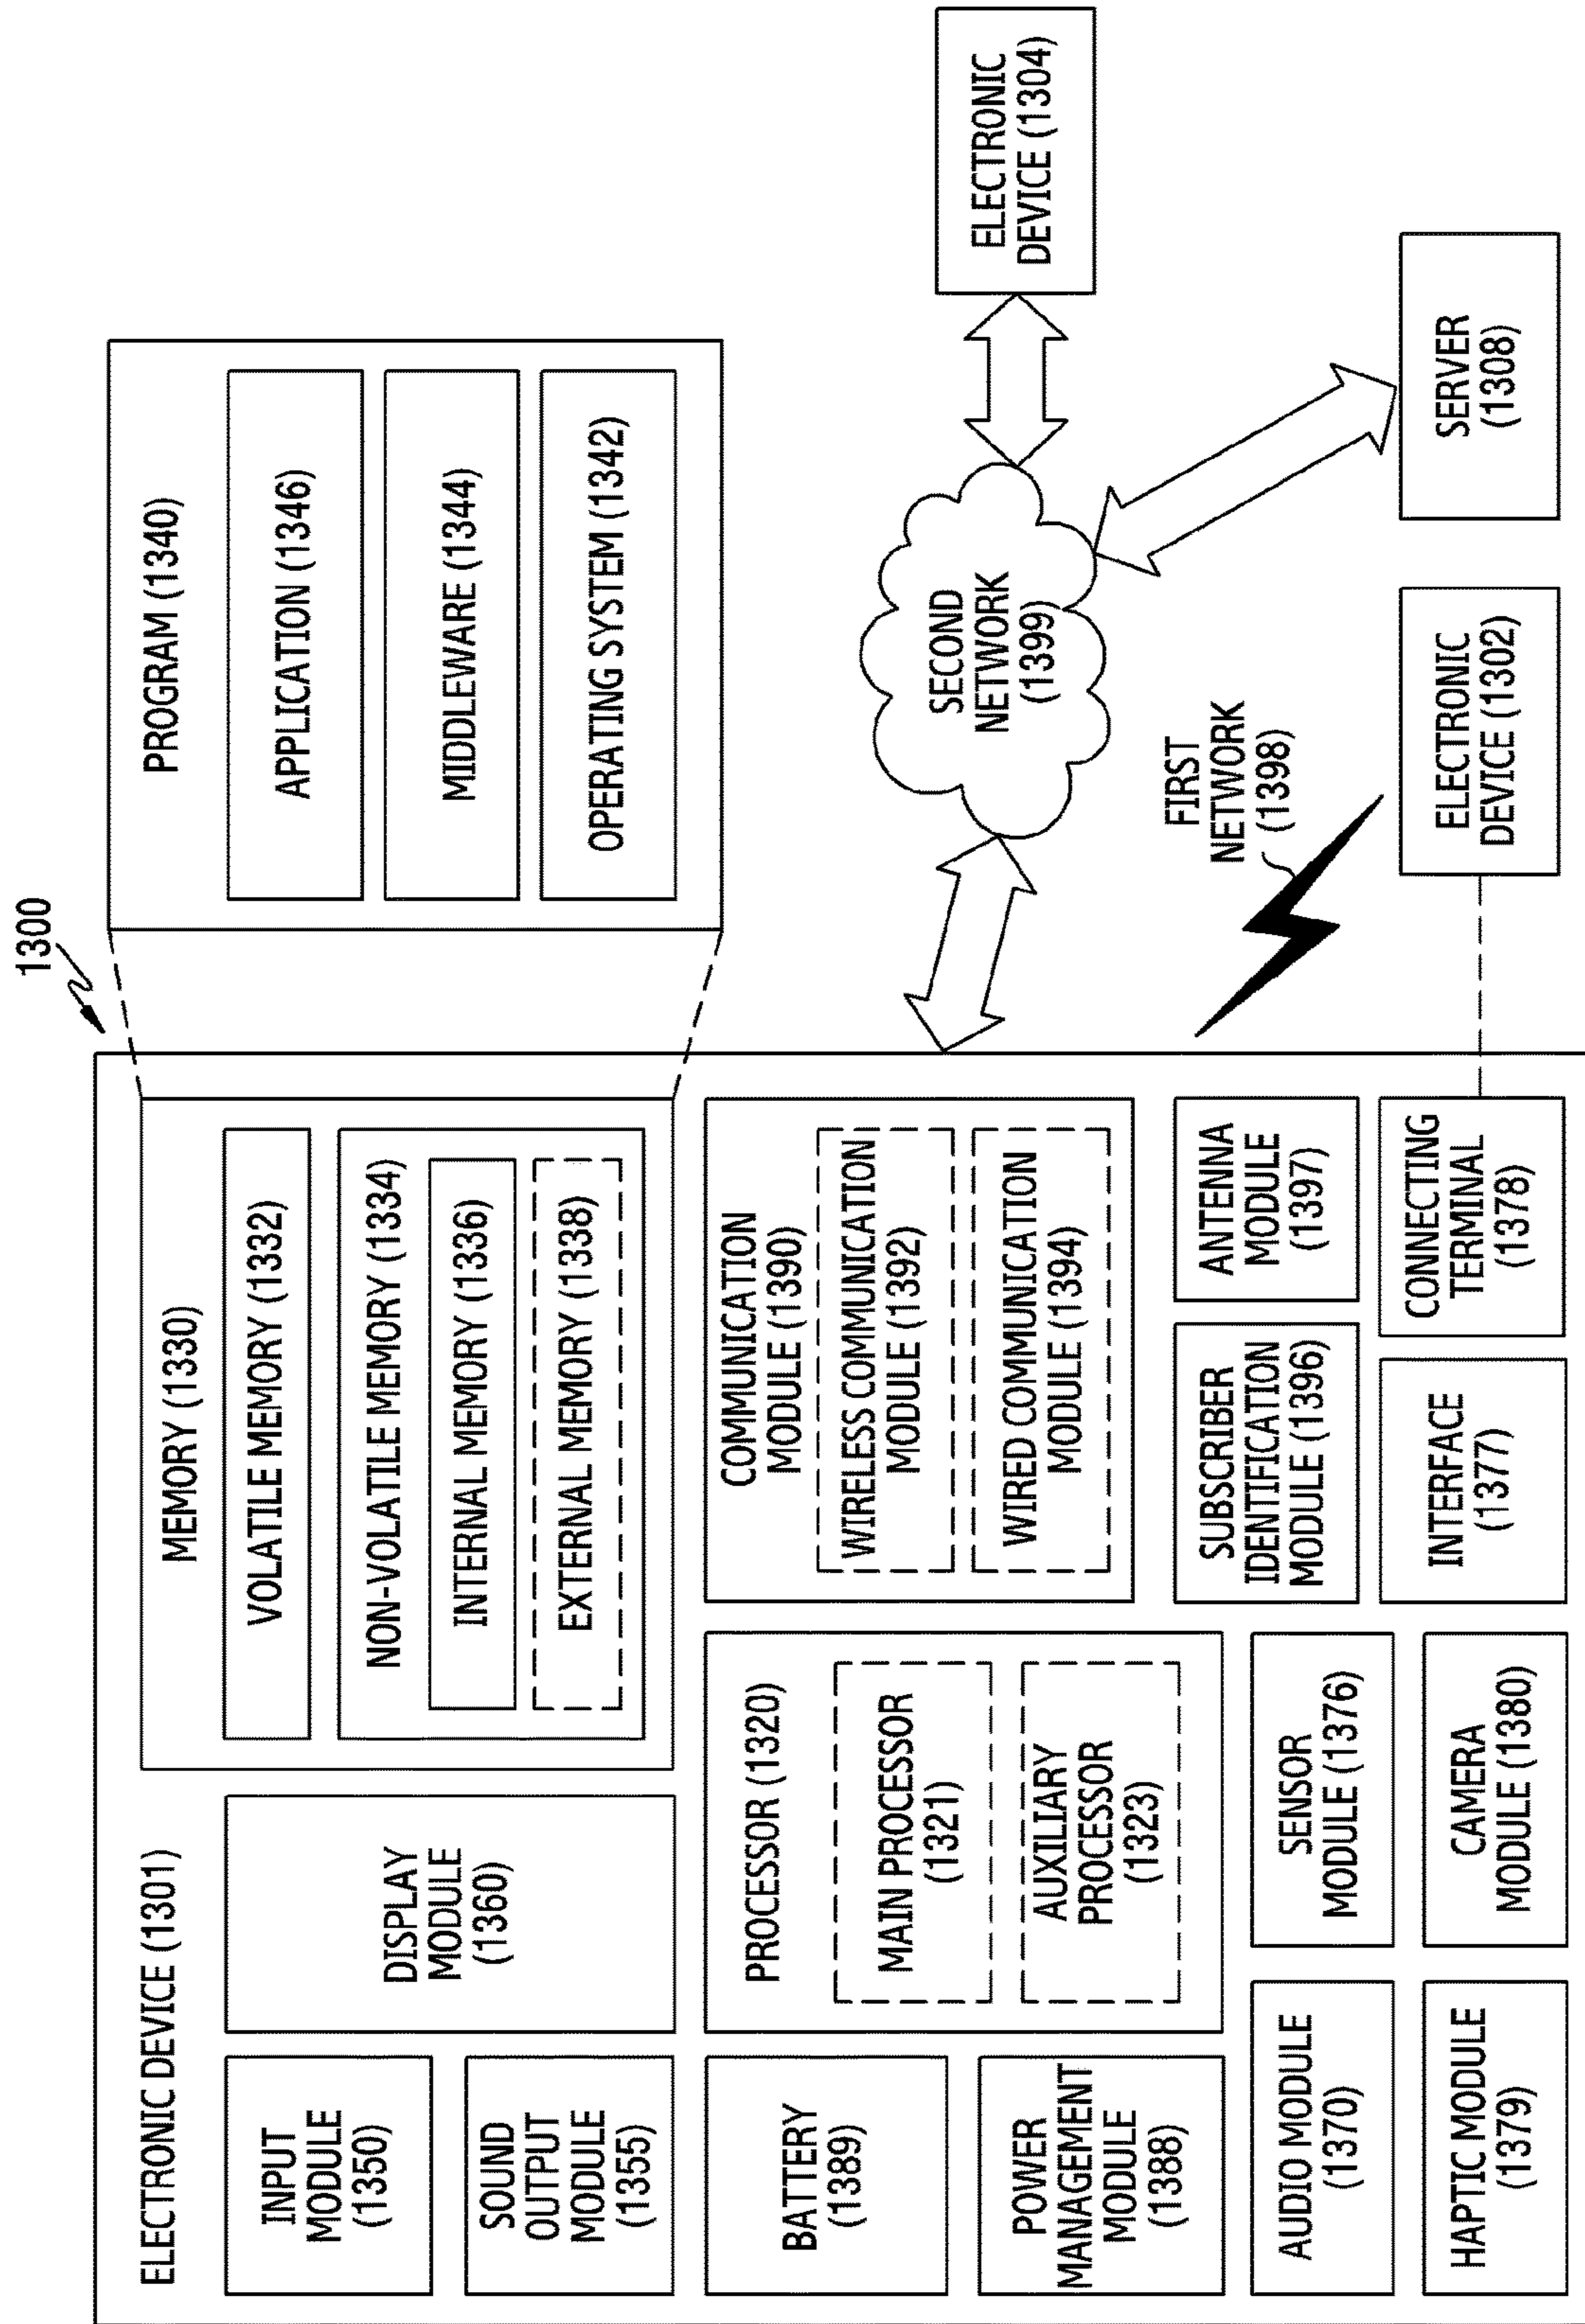 1300
ELECTRONIC DEVICE (1301)
INPUT
MODULE
(1350)
SOUND
OUTPUT
MODULE
(1355)
BATTERY
(1389)
POWER
MANAGEMENT
MODULE
(1388)
AUDIO MODULE
(1370)
HAPTIC MODULE
(1379)
DISPLAY
MODULE
(1360)
PROCESSOR (1320)
MAIN PROCESSOR
(1321)
AUXILIARY
PROCESSOR
(1323)
SENSOR
MODULE (1376)
CAMERA
MODULE (1380)
MEMORY (1330)
VOLATILE MEMORY (1332)
NON-VOLATILE MEMORY (1334)
INTERNAL MEMORY (1336)
EXTERNAL MEMORY (1338)
COMMUNICATION
MODULE (1390)
WIRELESS COMMUNICATION
MODULE (1392)
WIRED COMMUNICATION
MODULE (1394)
SUBSCRIBER
IDENTIFICATION
MODULE (1396)
ANTENNA
MODULE
(1397)
INTERFACE
(1377)
CONNECTING
TERMINAL
(1378)
PROGRAM (1340)
APPLICATION (1346)
MIDDLEWARE (1344)
OPERATING SYSTEM (1342)
SECOND
NETWORK
(1399)
FIRST
NETWORK
(1398)
ELECTRONIC
DEVICE (1304)
ELECTRONIC
DEVICE (1302)
SERVER
(1308)